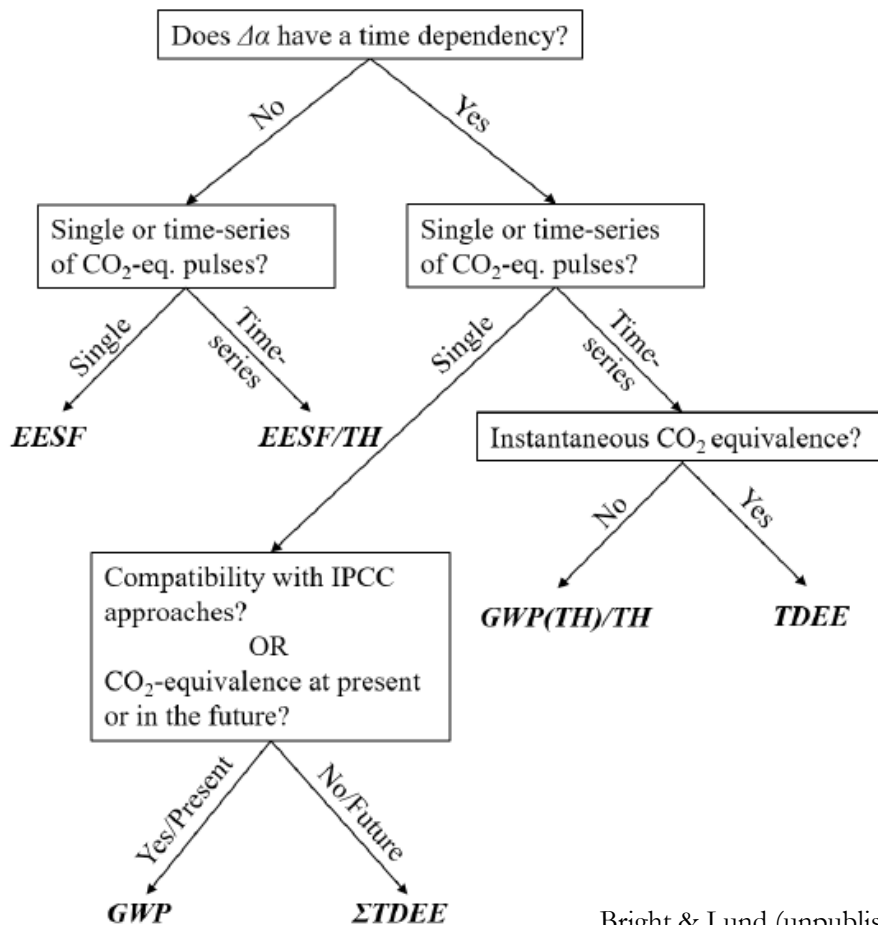 Does Δα have a time dependency?
No
Yes
Single or time-series
of CO₂-eq. pulses?
Single or time-series
of CO₂-eq. pulses?
Single
Time-
series
Single
Time-
series
EESF
EESF/TH
Instantaneous CO₂ equivalence?
No
Yes
Compatibility with IPCC
approaches?
OR
CO₂-equivalence at present
or in the future?
GWP(TH)/TH
TDEE
Yes/Present
No/Future
GWP
ΣTDEE
Bright & Lund (unpublis